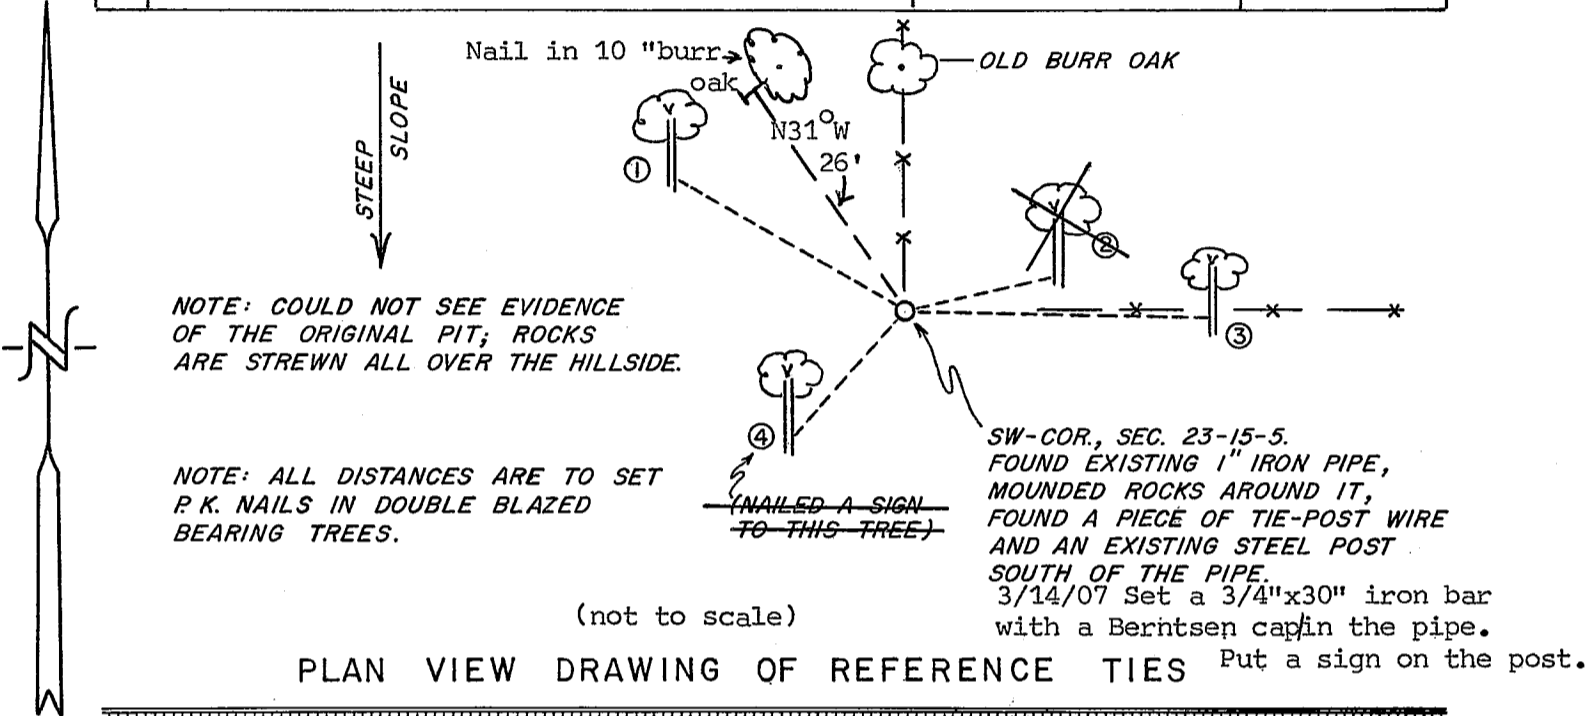 Nail in 10 "burr
oak
OLD BURR OAK
STEEP
SLOPE
N31°W
26'
1
2
3
4
NOTE: COULD NOT SEE EVIDENCE
OF THE ORIGINAL PIT; ROCKS
ARE STREWN ALL OVER THE HILLSIDE.
NOTE: ALL DISTANCES ARE TO SET
P.K. NAILS IN DOUBLE BLAZED
BEARING TREES.
(NAILED A SIGN
TO THIS TREE)
SW-COR., SEC. 23-15-5.
FOUND EXISTING 1" IRON PIPE,
MOUNDED ROCKS AROUND IT,
FOUND A PIECE OF TIE-POST WIRE
AND AN EXISTING STEEL POST
SOUTH OF THE PIPE.
3/14/07 Set a 3/4"x30" iron bar
with a Berntsen cap/in the pipe.
Put a sign on the post.
(not to scale)
PLAN VIEW DRAWING OF REFERENCE TIES
N